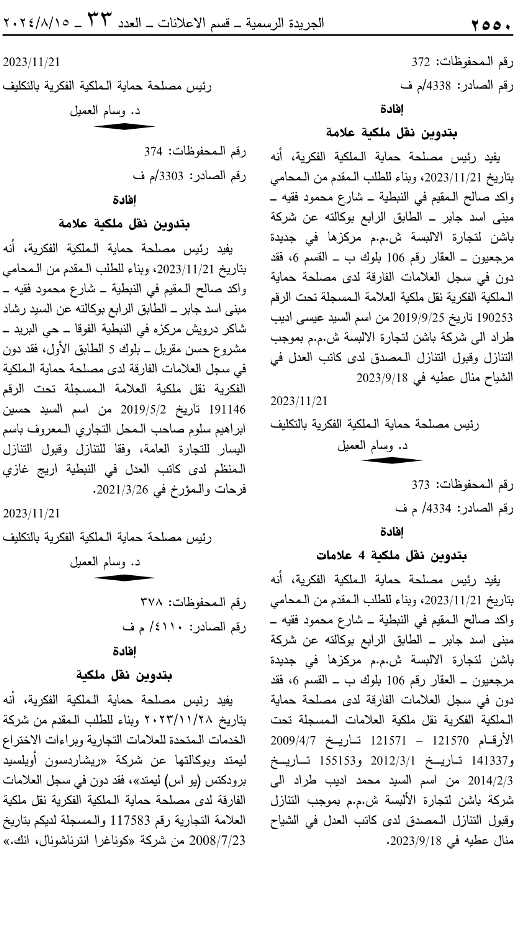 ٢٥٥٠
الجريدة الرسمية ــ قسم الاعلانات ــ العدد ٣٣ ــ ٢٠٢٤/٨/١٥
رقم المحفوظات: 372
رقم الصادر: 4338/م ف
إفادة
بتدوين نقل ملكية علامة
يفيد رئيس مصلحة حماية الملكية الفكرية، أنه
بتاريخ 2023/11/21، وبناء للطلب المقدم من المحامي
واكد صالح المقيم في النبطية ــ شارع محمود فقيه ــ
مبنى اسد جابر ــ الطابق الرابع بوكالته عن شركة
باشن لتجارة الالبسة ش.م.م مركزها في جديدة
مرجعيون ــ العقار رقم 106 بلوك ب ــ القسم 6، فقد
دون في سجل العلامات الفارقة لدى مصلحة حماية
الملكية الفكرية نقل ملكية العلامة المسجلة تحت الرقم
190253 تاريخ 2019/9/25 من اسم السيد عيسى اديب
طراد الى شركة باشن لتجارة الالبسة ش.م.م بموجب
التنازل وقبول التنازل المصدق لدى كاتب العدل في
الشياح منال عطيه في 2023/9/18
2023/11/21
رئيس مصلحة حماية الملكية الفكرية بالتكليف
د. وسام العميل
رقم المحفوظات: 373
رقم الصادر: 4334/ م ف
إفادة
بتدوين نقل ملكية 4 علامات
يفيد رئيس مصلحة حماية الملكية الفكرية، أنه
بتاريخ 2023/11/21، وبناء للطلب المقدم من المحامي
واكد صالح المقيم في النبطية ــ شارع محمود فقيه ــ
مبنى اسد جابر ــ الطابق الرابع بوكالته عن شركة
باشن لتجارة الالبسة ش.م.م مركزها في جديدة
مرجعيون ــ العقار رقم 106 بلوك ب ــ القسم 6، فقد
دون في سجل العلامات الفارقة لدى مصلحة حماية
الملكية الفكرية نقل ملكية العلامات المسجلة تحت
الأرقام 121570 – 121571 تاريخ 2009/4/7
و141337 تاريخ 2012/3/1 و155153 تاريخ
2014/2/3 من اسم السيد محمد اديب طراد الى
شركة باشن لتجارة الألبسة ش.م.م بموجب التنازل
وقبول التنازل المصدق لدى كاتب العدل في الشياح
منال عطيه في 2023/9/18.
2023/11/21
رئيس مصلحة حماية الملكية الفكرية بالتكليف
د. وسام العميل
رقم المحفوظات: 374
رقم الصادر: 3303/م ف
إفادة
بتدوين نقل ملكية علامة
يفيد رئيس مصلحة حماية الملكية الفكرية، أنه
بتاريخ 2023/11/21، وبناء للطلب المقدم من المحامي
واكد صالح المقيم في النبطية ــ شارع محمود فقيه ــ
مبنى اسد جابر ــ الطابق الرابع بوكالته عن السيد رشاد
شاكر درويش مركزه في النبطية الفوقا ــ حي البريد ــ
مشروع حسن مقربل ــ بلوك 5 الطابق الأول، فقد دون
في سجل العلامات الفارقة لدى مصلحة حماية الملكية
الفكرية نقل ملكية العلامة المسجلة تحت الرقم
191146 تاريخ 2019/5/2 من اسم السيد حسين
ابراهيم سلوم صاحب المحل التجاري المعروف باسم
اليسار للتجارة العامة، وفقا للتنازل وقبول التنازل
المنظم لدى كاتب العدل في النبطية اريج غازي
فرحات والمؤرخ في 2021/3/26.
2023/11/21
رئيس مصلحة حماية الملكية الفكرية بالتكليف
د. وسام العميل
رقم المحفوظات: ٣٧٨
رقم الصادر: ٤١١٠/ م ف
إفادة
بتدوين نقل ملكية
يفيد رئيس مصلحة حماية الملكية الفكرية، أنه
بتاريخ ٢٠٢٣/١١/٢٨ وبناء للطلب المقدم من شركة
الخدمات المتحدة للعلامات التجارية وبراءات الاختراع
ليمتد وبوكالتها عن شركة «ريشاردسون أويلسيد
برودكتس (يو اس) ليمتد»، فقد دون في سجل العلامات
الفارقة لدى مصلحة حماية الملكية الفكرية نقل ملكية
العلامة التجارية رقم 117583 والمسجلة لديكم بتاريخ
2008/7/23 من شركة «كوناغرا انترناشونال، انك.»